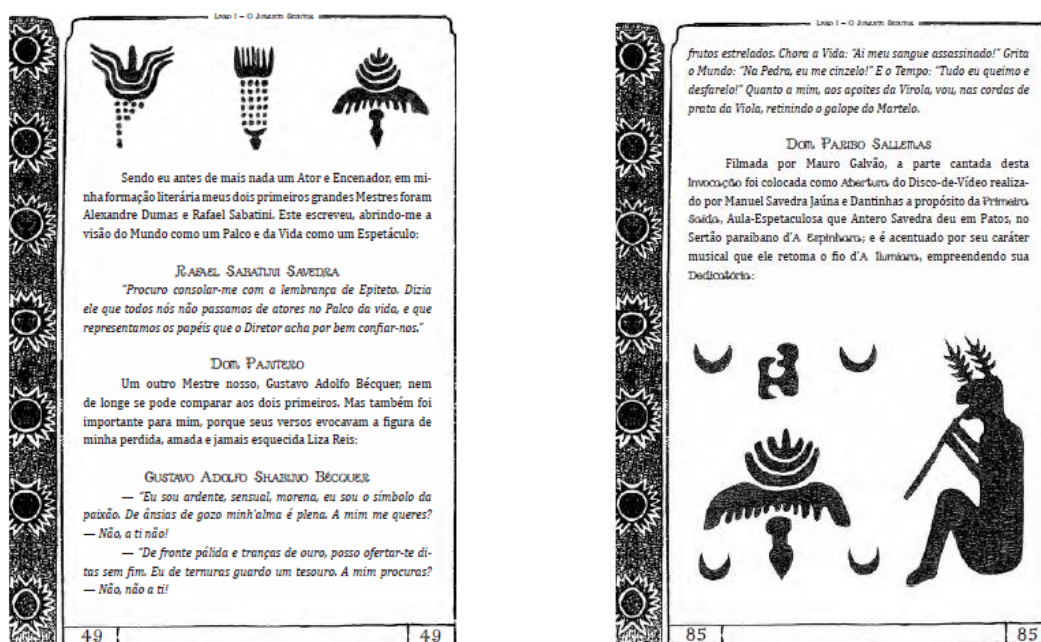 Livro I – O Jumento Sedutor
Sendo eu antes de mais nada um Ator e Encenador, em mi-
nha formação literária meus dois primeiros grandes Mestres foram
Alexandre Dumas e Rafael Sabatini. Este escreveu, abrindo-me a
visão do Mundo como um Palco e da Vida como um Espetáculo:
Rafael Sabatini Savedra
“Procuro consolar-me com a lembrança de Epiteto. Dizia
ele que todos nós não passamos de atores no Palco da vida, e que
representamos os papéis que o Diretor acha por bem confiar-nos.”
Dom Pantero
Um outro Mestre nosso, Gustavo Adolfo Bécquer, nem
de longe se pode comparar aos dois primeiros. Mas também foi
importante para mim, porque seus versos evocavam a figura de
minha perdida, amada e jamais esquecida Liza Reis:
Gustavo Adolfo Shabino Bécquer
— “Eu sou ardente, sensual, morena, eu sou o símbolo da
paixão. De ânsias de gozo minh’alma é plena. A mim me queres?
— Não, a ti não!
— “De fronte pálida e tranças de ouro, posso ofertar-te di-
tas sem fim. Eu de ternuras guardo um tesouro. A mim procuras?
— Não, não a ti!
49
49
Livro I – O Jumento Sedutor
frutos estrelados. Chora a Vida: “Ai meu sangue assassinado!” Grita
o Mundo: “Na Pedra, eu me cinzelo!” E o Tempo: “Tudo eu queimo e
desfarelo!” Quanto a mim, aos açoites da Virola, vou, nas cordas de
prata da Viola, retinindo o galope do Martelo.
Dom Paribo Sallemas
Filmada por Mauro Galvão, a parte cantada desta
Invocação foi colocada como Abertura do Disco-de-Vídeo realiza-
do por Manuel Savedra Jaúna e Dantinhas a propósito da Primeira
Saída, Aula-Espetaculosa que Antero Savedra deu em Patos, no
Sertão paraibano d’A Espinhara; e é acentuado por seu caráter
musical que ele retoma o fio d’A Ilumiara, empreendendo sua
Dedicatória:
85
85